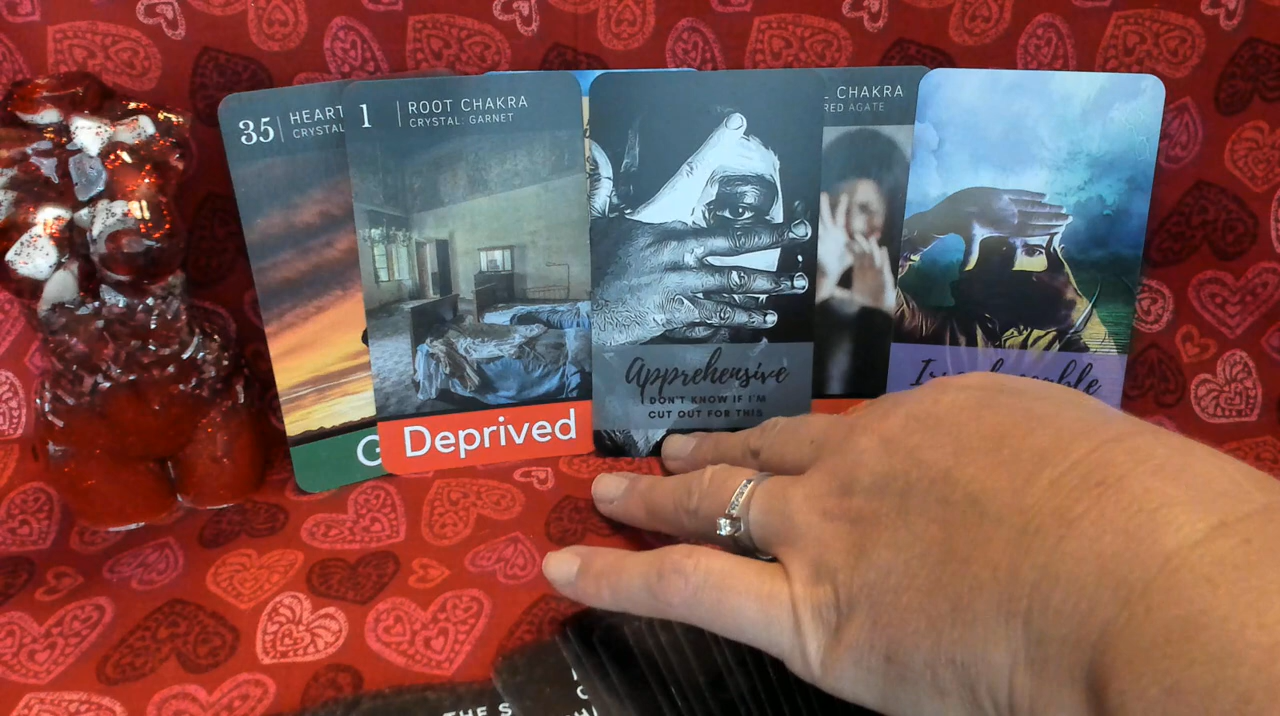 35 HEART
CRYSTAL
G
1 ROOT CHAKRA
CRYSTAL: GARNET
Deprived
Apprehensive
I DON'T KNOW IF I'M
CUT OUT FOR THIS
CHAKRA
RED AGATE
THE S